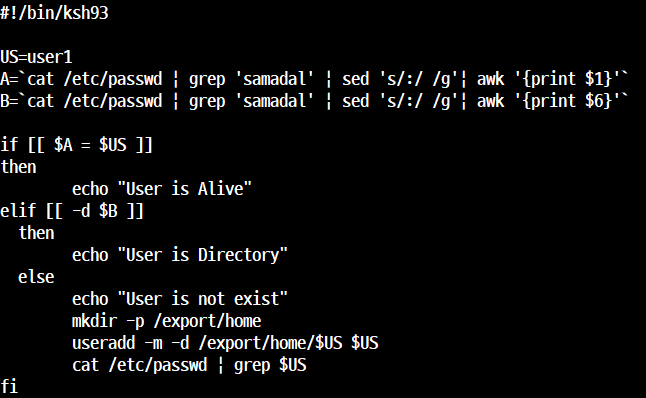 #!/bin/ksh93
US=user1
A=`cat /etc/passwd | grep 'samadal' | sed 's/:/ /g'| awk '{print $1}'`
B=`cat /etc/passwd | grep 'samadal' | sed 's/:/ /g'| awk '{print $6}'`
if [[ $A = $US ]]
then
echo "User is Alive"
elif [[ -d $B ]]
then
echo "User is Directory"
else
echo "User is not exist"
mkdir -p /export/home
useradd -m -d /export/home/$US $US
cat /etc/passwd | grep $US
fi